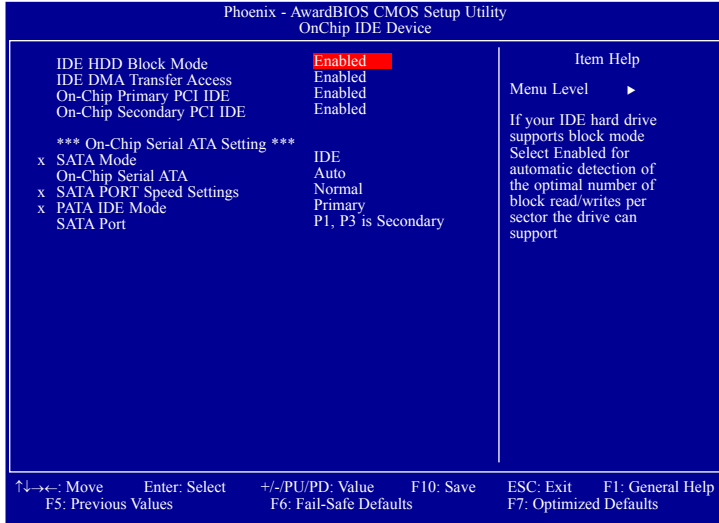 Phoenix - AwardBIOS CMOS Setup Utility
OnChip IDE Device
IDE HDD Block Mode Enabled
IDE DMA Transfer Access Enabled
On-Chip Primary PCI IDE Enabled
On-Chip Secondary PCI IDE Enabled
*** On-Chip Serial ATA Setting ***
x SATA Mode IDE
On-Chip Serial ATA Auto
x SATA PORT Speed Settings Normal
x PATA IDE Mode Primary
SATA Port P1, P3 is Secondary
Item Help
Menu Level ▶
If your IDE hard drive
supports block mode
Select Enabled for
automatic detection of
the optimal number of
block read/writes per
sector the drive can
support
↑↓→←: Move Enter: Select +/-/PU/PD: Value F10: Save ESC: Exit F1: General Help
F5: Previous Values F6: Fail-Safe Defaults F7: Optimized Defaults